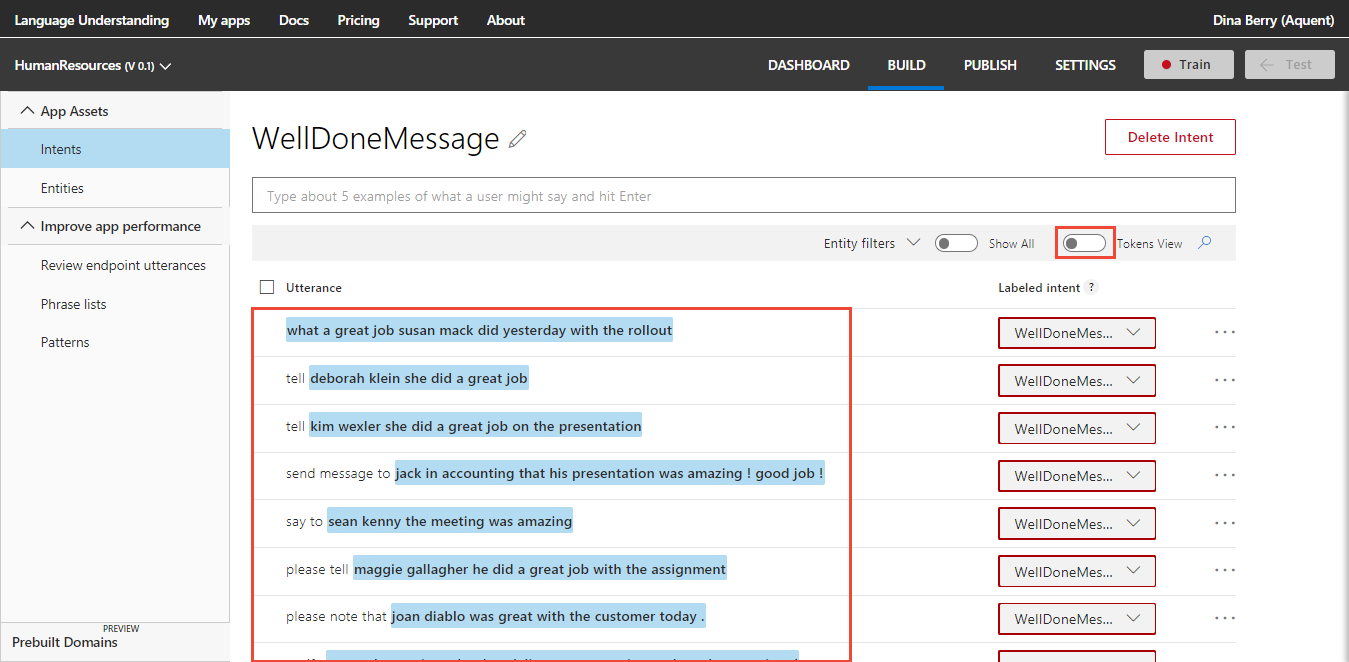 Language Understanding My apps Docs Pricing Support About Dina Berry (Aquent)
HumanResources (V 0.1) DASHBOARD BUILD PUBLISH SETTINGS Train Test
App Assets
Intents
Entities
Improve app performance
Review endpoint utterances
Phrase lists
Patterns
PREVIEW
Prebuilt Domains
WellDoneMessage Delete Intent
Type about 5 examples of what a user might say and hit Enter
Entity filters Show All Tokens View
Utterance Labeled intent ?
what a great job susan mack did yesterday with the rollout WellDoneMes... ...
tell deborah klein she did a great job WellDoneMes... ...
tell kim wexler she did a great job on the presentation WellDoneMes... ...
send message to jack in accounting that his presentation was amazing ! good job ! WellDoneMes... ...
say to sean kenny the meeting was amazing WellDoneMes... ...
please tell maggie gallagher he did a great job with the assignment WellDoneMes... ...
please note that joan diablo was great with the customer today . WellDoneMes... ...